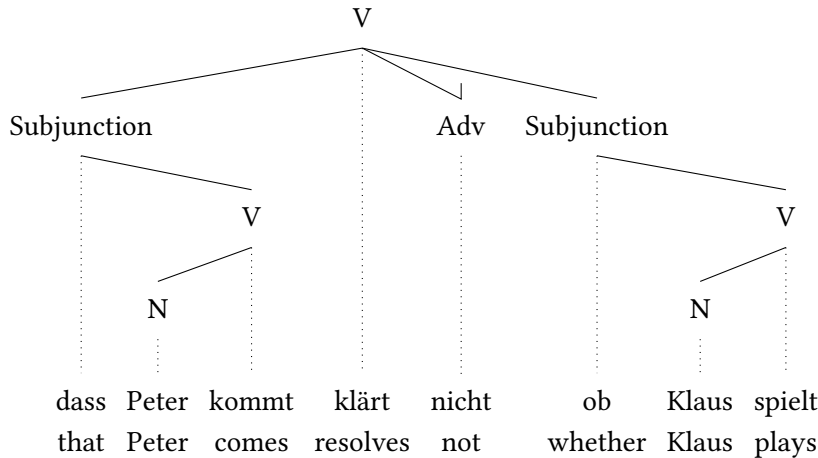 V
Subjunction Adv Subjunction
V V
N N
dass Peter kommt klärt nicht ob Klaus spielt
that Peter comes resolves not whether Klaus plays